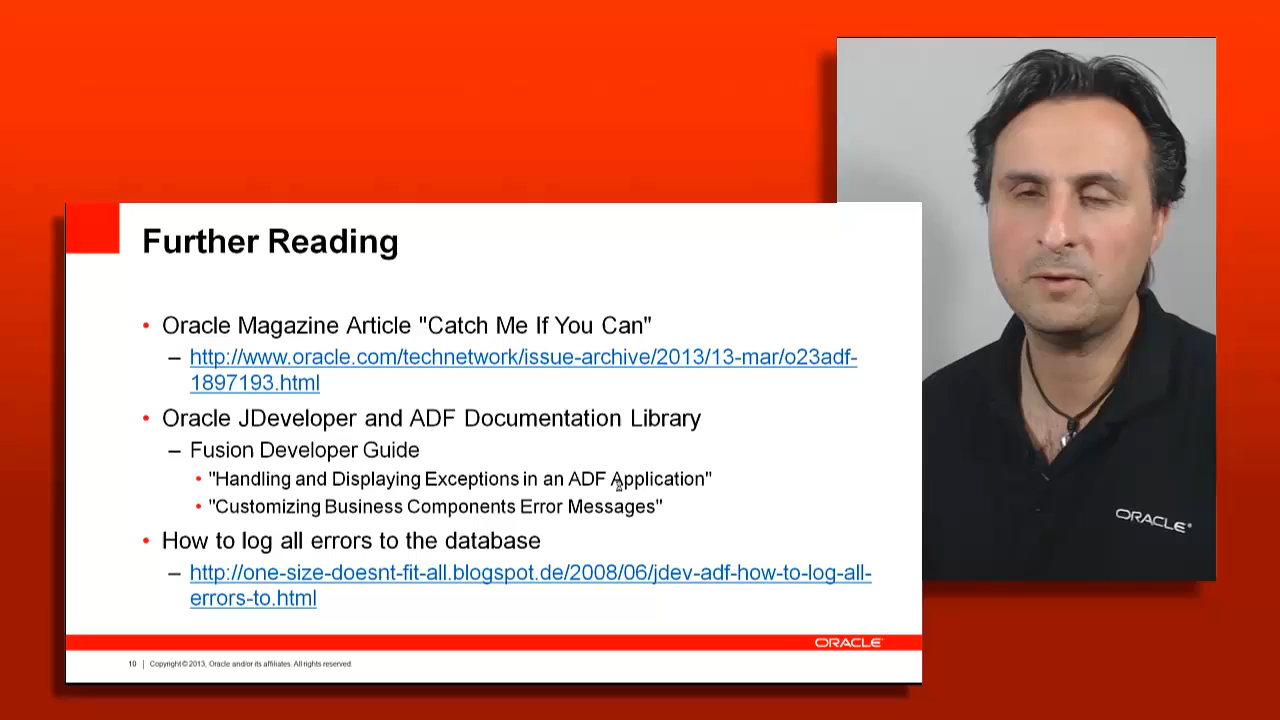 Further Reading
• Oracle Magazine Article "Catch Me If You Can"
– http://www.oracle.com/technetwork/issue-archive/2013/13-mar/o23adf-
1897193.html
• Oracle JDeveloper and ADF Documentation Library
– Fusion Developer Guide
• "Handling and Displaying Exceptions in an ADF Application"
• "Customizing Business Components Error Messages"
• How to log all errors to the database
– http://one-size-doesnt-fit-all.blogspot.de/2008/06/jdev-adf-how-to-log-all-
errors-to.html
ORACLE
10 | Copyright © 2013, Oracle and/or its affiliates. All rights reserved.
ORACLE®